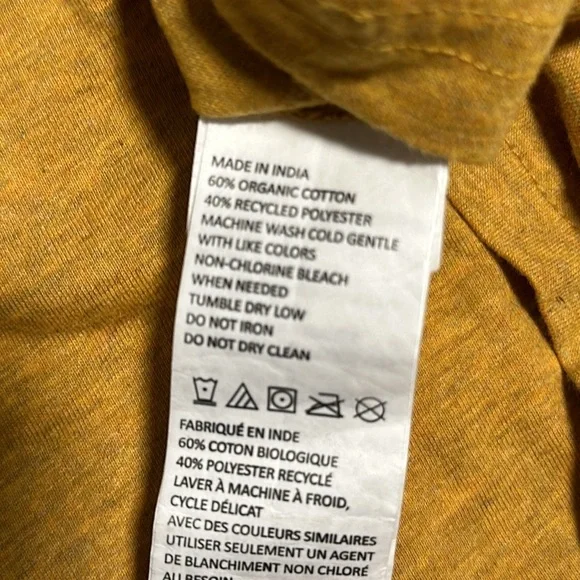 MADE IN INDIA
60% ORGANIC COTTON
40% RECYCLED POLYESTER
MACHINE WASH COLD GENTLE
WITH LIKE COLORS
NON-CHLORINE BLEACH
WHEN NEEDED
TUMBLE DRY LOW
DO NOT IRON
DO NOT DRY CLEAN
FABRIQUÉ EN INDE
60% COTON BIOLOGIQUE
40% POLYESTER RECYCLÉ
LAVER À MACHINE À FROID,
CYCLE DÉLICAT
AVEC DES COULEURS SIMILAIRES
UTILISER SEULEMENT UN AGENT
DE BLANCHIMENT NON CHLORÉ
AU BESOIN